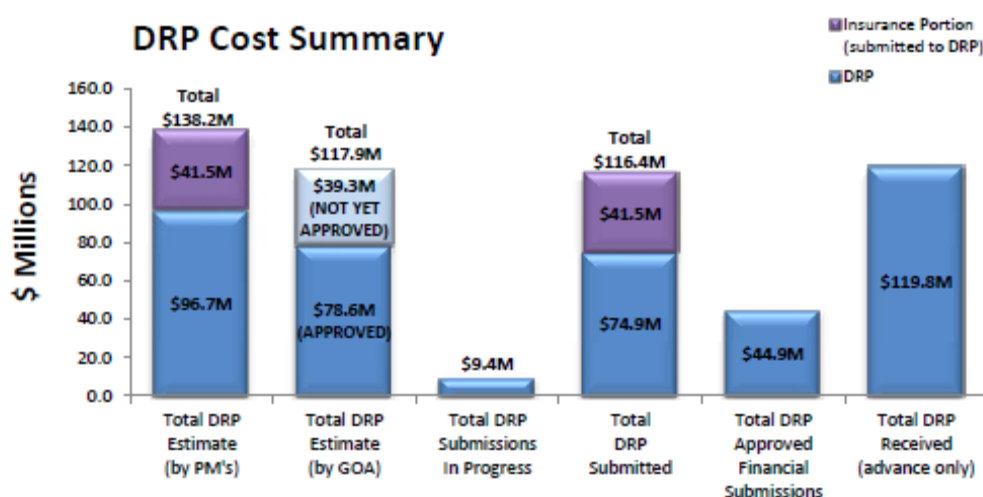 DRP Cost Summary
Insurance Portion
(submitted to DRP)
DRP
$ Millions
160.0
140.0
120.0
100.0
80.0
60.0
40.0
20.0
0.0
Total
$138.2M
$41.5M
$96.7M
Total
$117.9M
$39.3M
(NOT YET
APPROVED)
$78.6M
(APPROVED)
$9.4M
Total
$116.4M
$41.5M
$74.9M
$44.9M
$119.8M
Total DRP
Estimate
(by PM's)
Total DRP
Estimate
(by GOA)
Total DRP
Submissions
In Progress
Total
DRP
Submitted
Total DRP
Approved
Financial
Submissions
Total DRP
Received
(advance only)